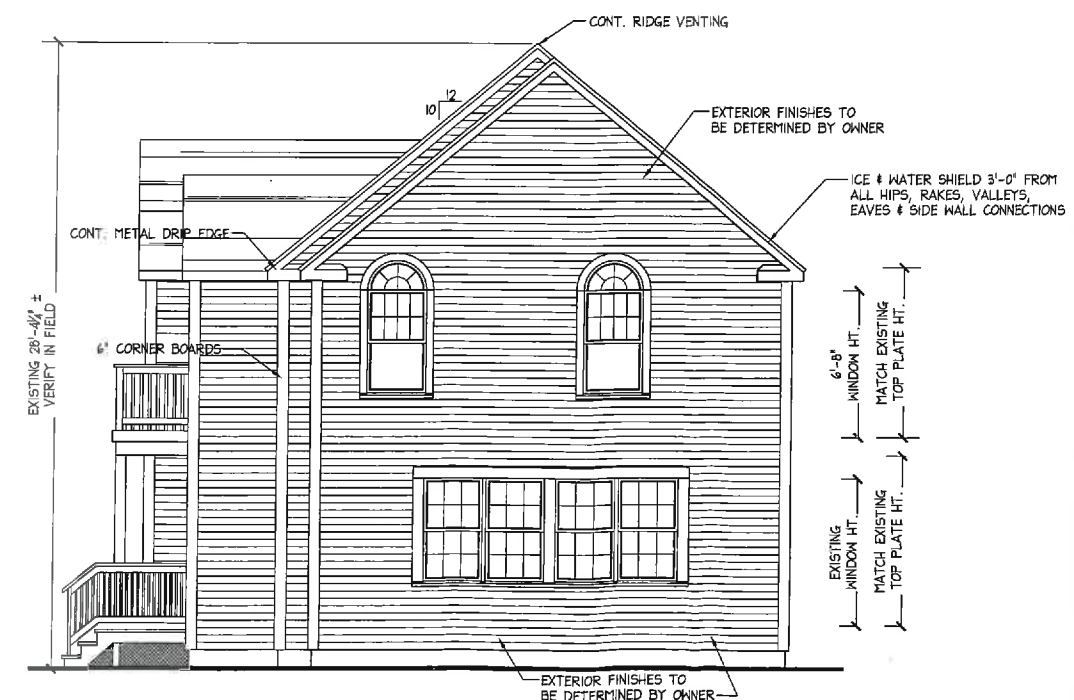 CONT. RIDGE VENTING
12
10
EXTERIOR FINISHES TO
BE DETERMINED BY OWNER
ICE & WATER SHIELD 3'-0" FROM
ALL HIPS, RAKES, VALLEYS,
EAVES & SIDE WALL CONNECTIONS
CONT. METAL DRIP EDGE
EXISTING 28'-4½" ±
VERIFY IN FIELD
6" CORNER BOARDS
6'-8"
WINDOW HT.
MATCH EXISTING
TOP PLATE HT.
EXISTING
WINDOW HT.
MATCH EXISTING
TOP PLATE HT.
EXTERIOR FINISHES TO
BE DETERMINED BY OWNER